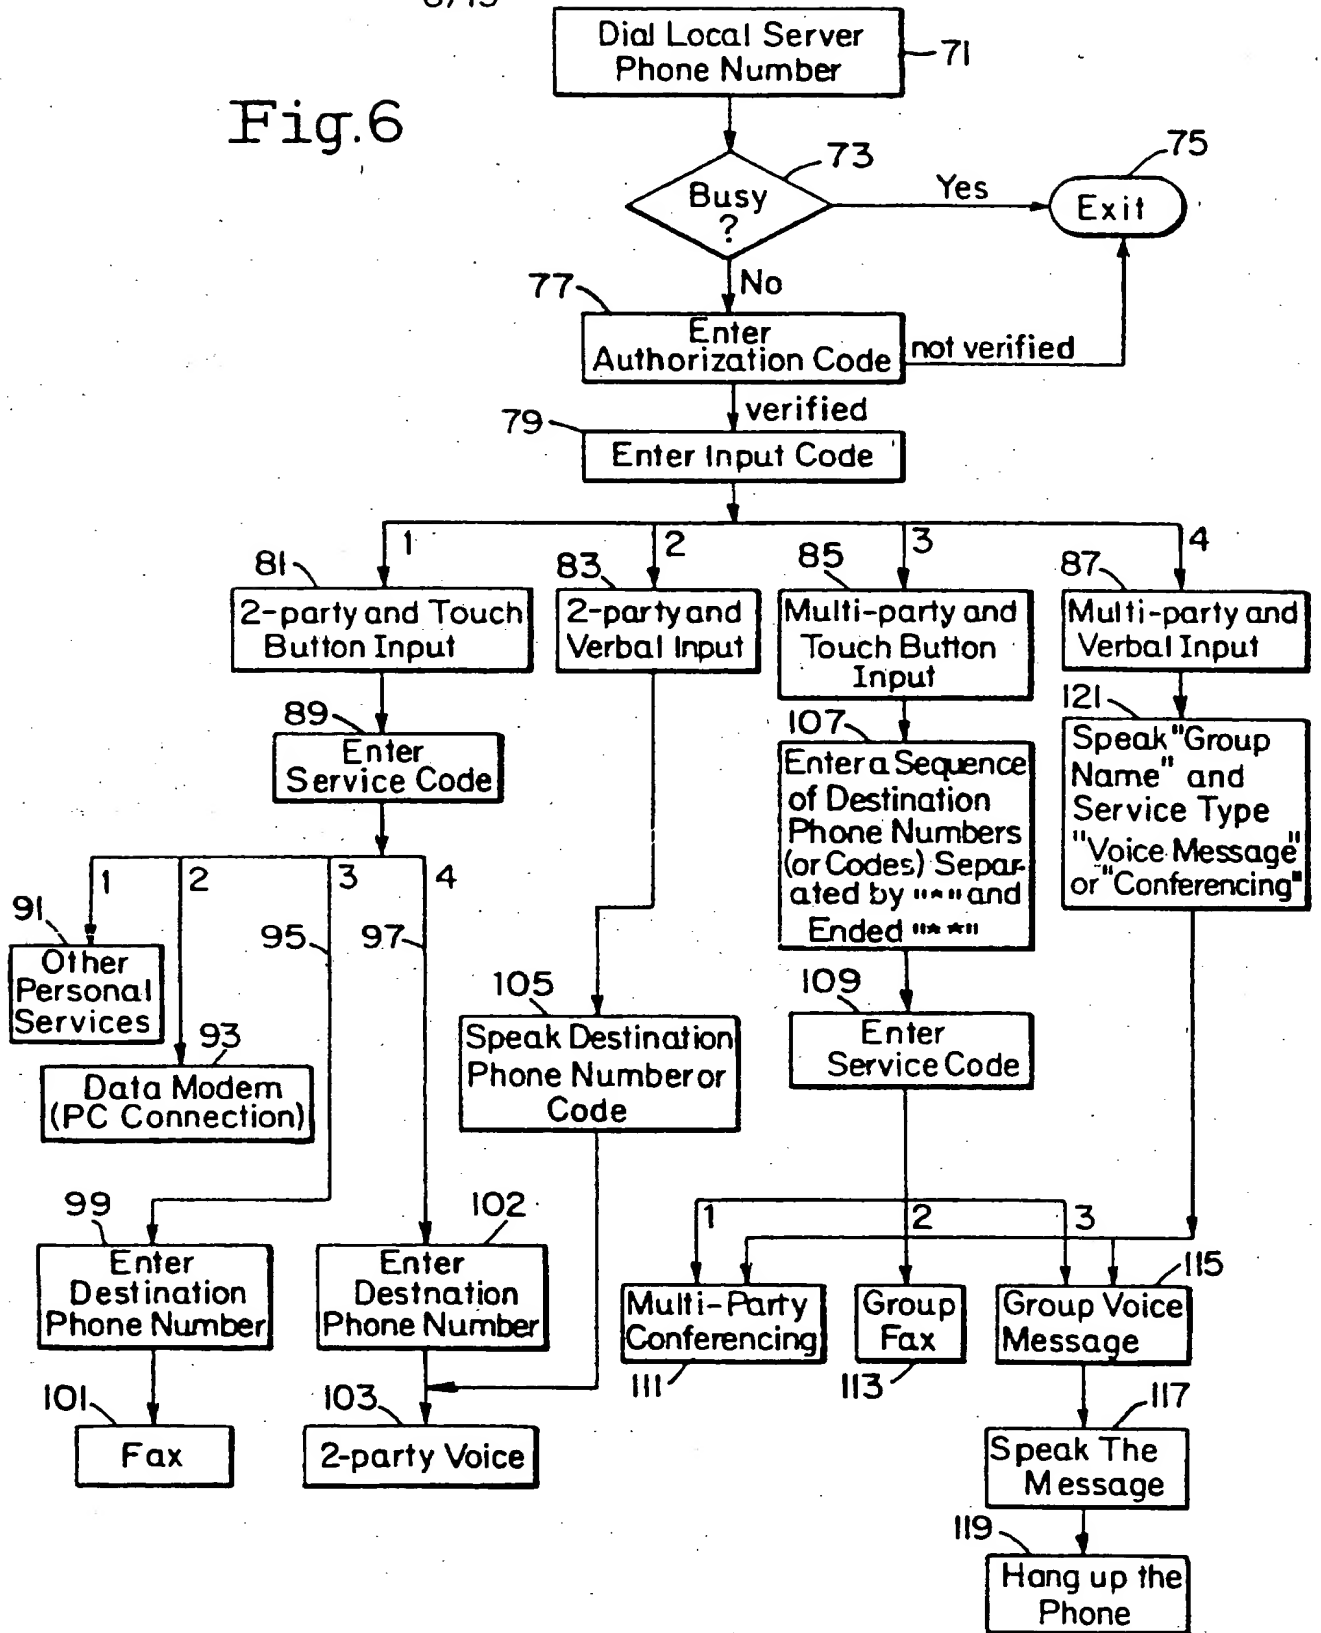 Dial Local Server
Phone Number
71
Fig.6
73
75
Busy
?
Yes
Exit
No
77
Enter
Authorization Code
not verified
verified
79
Enter Input Code
1
2
3
4
81
83
85
87
2-party and Touch
Button Input
2-party and
Verbal Input
Multi-party and
Touch Button
Input
Multi-party and
Verbal Input
89
107
121
Enter
Service Code
Enter a Sequence
of Destination
Phone Numbers
(or Codes) Separ-
ated by "*" and
Ended "**"
Speak "Group
Name" and
Service Type
"Voice Message"
or "Conferencing"
1
2
3
4
91
95
97
Other
Personal
Services
93
Data Modem
(PC Connection)
105
Speak Destination
Phone Number or
Code
109
Enter
Service Code
99
102
1
2
3
Enter
Destination
Phone Number
Enter
Destnation
Phone Number
115
Multi-Party
Conferencing
Group
Fax
Group Voice
Message
111
113
101
103
117
Fax
2-party Voice
Speak The
Message
119
Hang up the
Phone